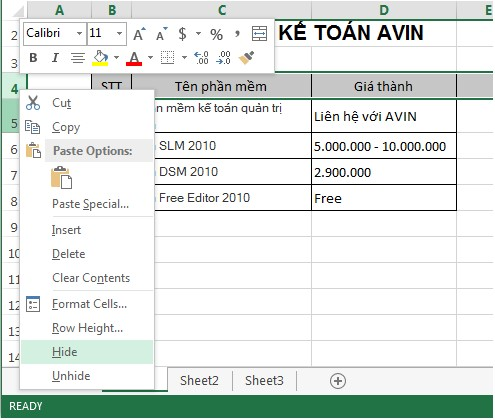 A B C D E
2 KẾ TOÁN AVIN
Calibri 11 A A $ % ,
B I A .00 .0
3
4 STT Tên phần mềm Giá thành
5 n mềm kế toán quản trị Liên hệ với AVIN
6 SLM 2010 5.000.000 - 10.000.000
7 DSM 2010 2.900.000
8 Free Editor 2010 Free
9
10
11
12
13
14
Cut
Copy
Paste Options:
Paste Special...
Insert
Delete
Clear Contents
Format Cells...
Row Height...
Hide
Unhide
Sheet2 Sheet3
READY